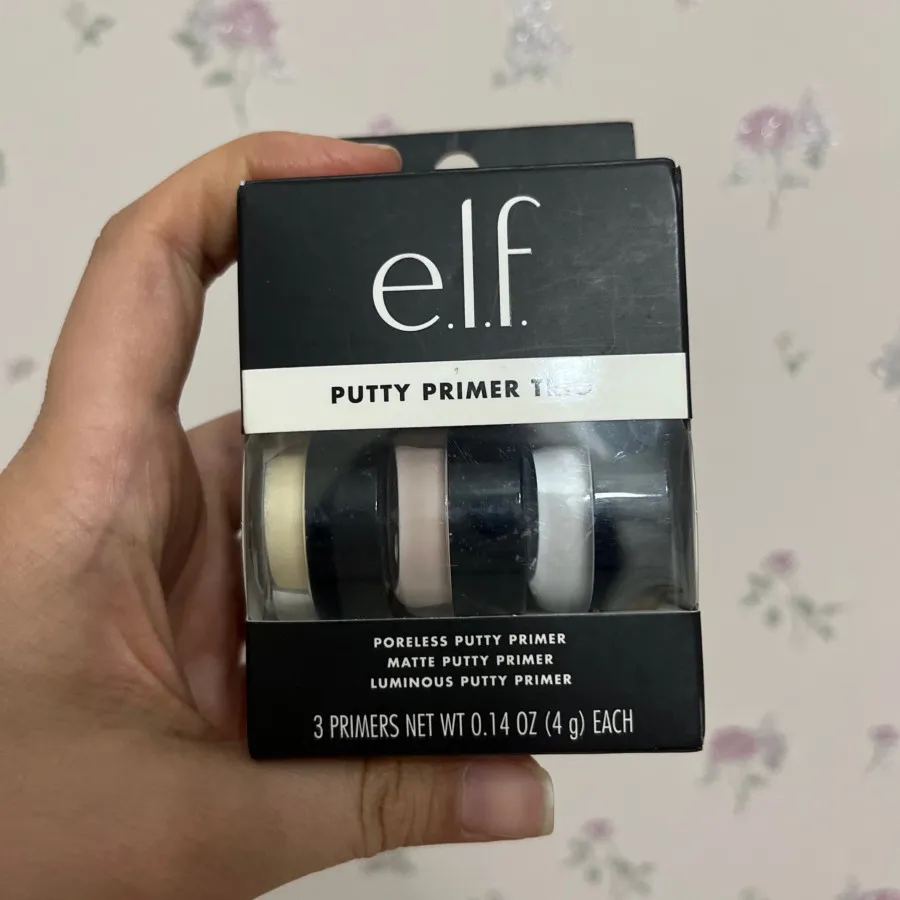 e.l.f.
PUTTY PRIMER TRIO
PORELESS PUTTY PRIMER
MATTE PUTTY PRIMER
LUMINOUS PUTTY PRIMER
3 PRIMERS NET WT 0.14 OZ (4 g) EACH